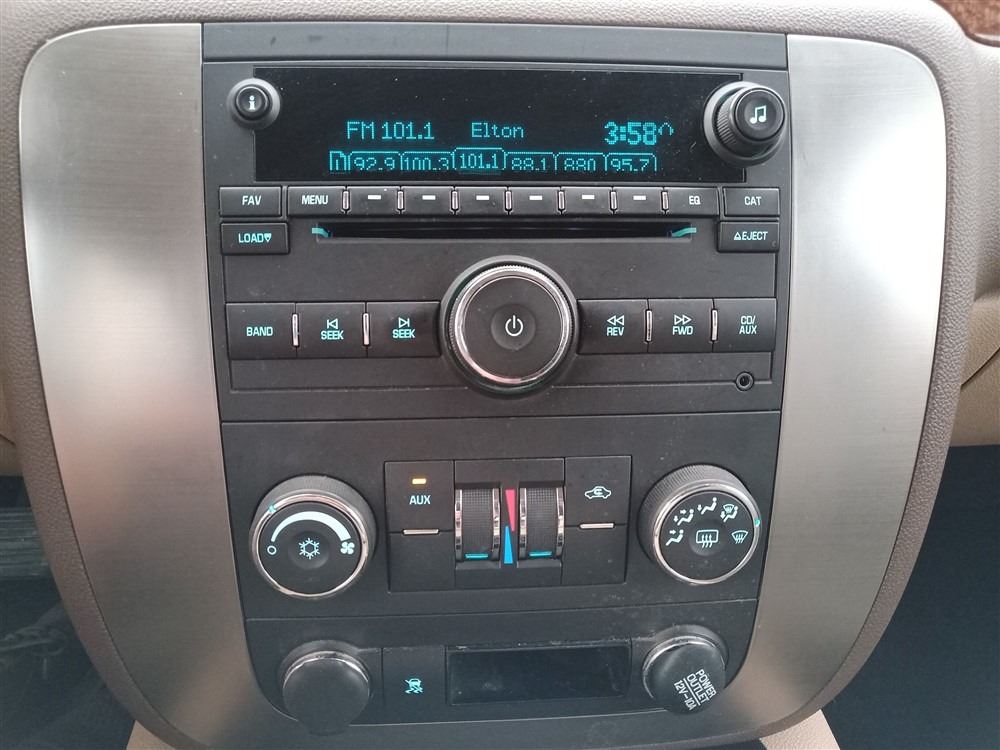 i
FM 101.1 Elton 3:58^
92.9 100.3 101.1 88.1 880 95.7
FAV MENU EQ CAT
LOAD EJECT
BAND SEEK SEEK REV FWD CD/
AUX
AUX
POWER
OUTLET
12V-10A